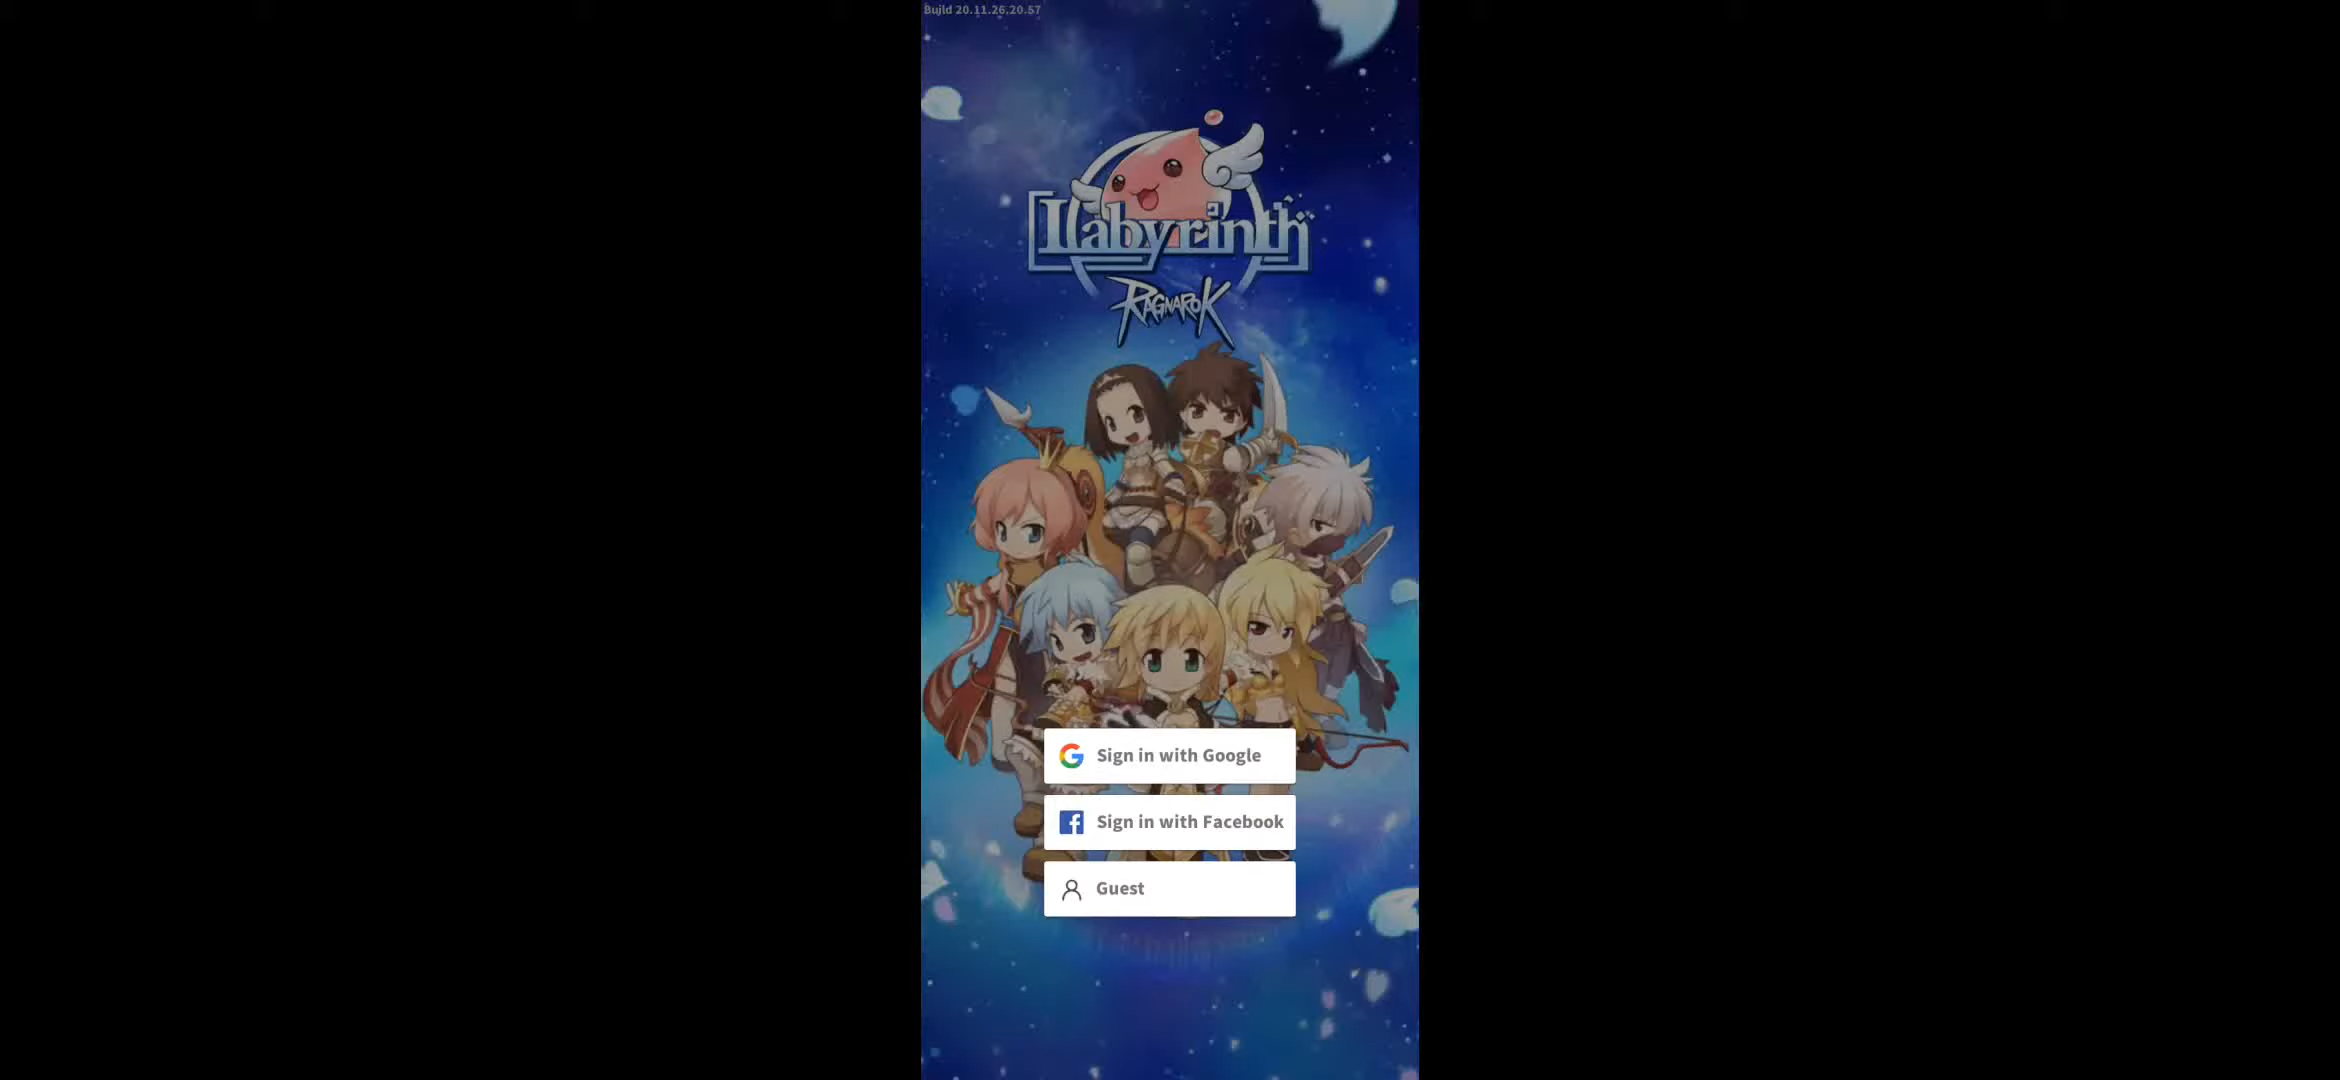 Build 20.11.26.20.57
Labyrinth
RAGNAROK
Sign in with Google
Sign in with Facebook
Guest